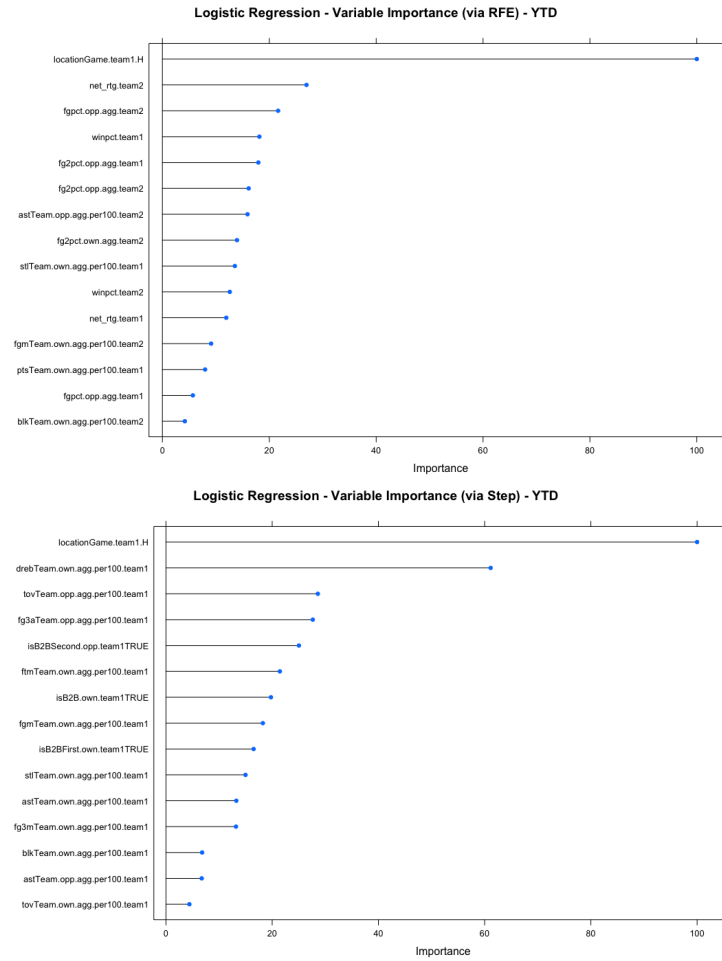 Logistic Regression - Variable Importance (via RFE) - YTD
locationGame.team1.H
net_rtg.team2
fgpct.opp.agg.team2
winpct.team1
fg2pct.opp.agg.team1
fg2pct.opp.agg.team2
astTeam.opp.agg.per100.team2
fg2pct.own.agg.team2
stlTeam.own.agg.per100.team1
winpct.team2
net_rtg.team1
fgmTeam.own.agg.per100.team2
ptsTeam.own.agg.per100.team1
fgpct.opp.agg.team1
blkTeam.own.agg.per100.team2
0 20 40 60 80 100
Importance
Logistic Regression - Variable Importance (via Step) - YTD
locationGame.team1.H
drebTeam.own.agg.per100.team1
tovTeam.opp.agg.per100.team1
fg3aTeam.opp.agg.per100.team1
isB2BSecond.opp.team1TRUE
ftmTeam.own.agg.per100.team1
isB2B.own.team1TRUE
fgmTeam.own.agg.per100.team1
isB2BFirst.own.team1TRUE
stlTeam.own.agg.per100.team1
astTeam.own.agg.per100.team1
fg3mTeam.own.agg.per100.team1
blkTeam.own.agg.per100.team1
astTeam.opp.agg.per100.team1
tovTeam.own.agg.per100.team1
0 20 40 60 80 100
Importance